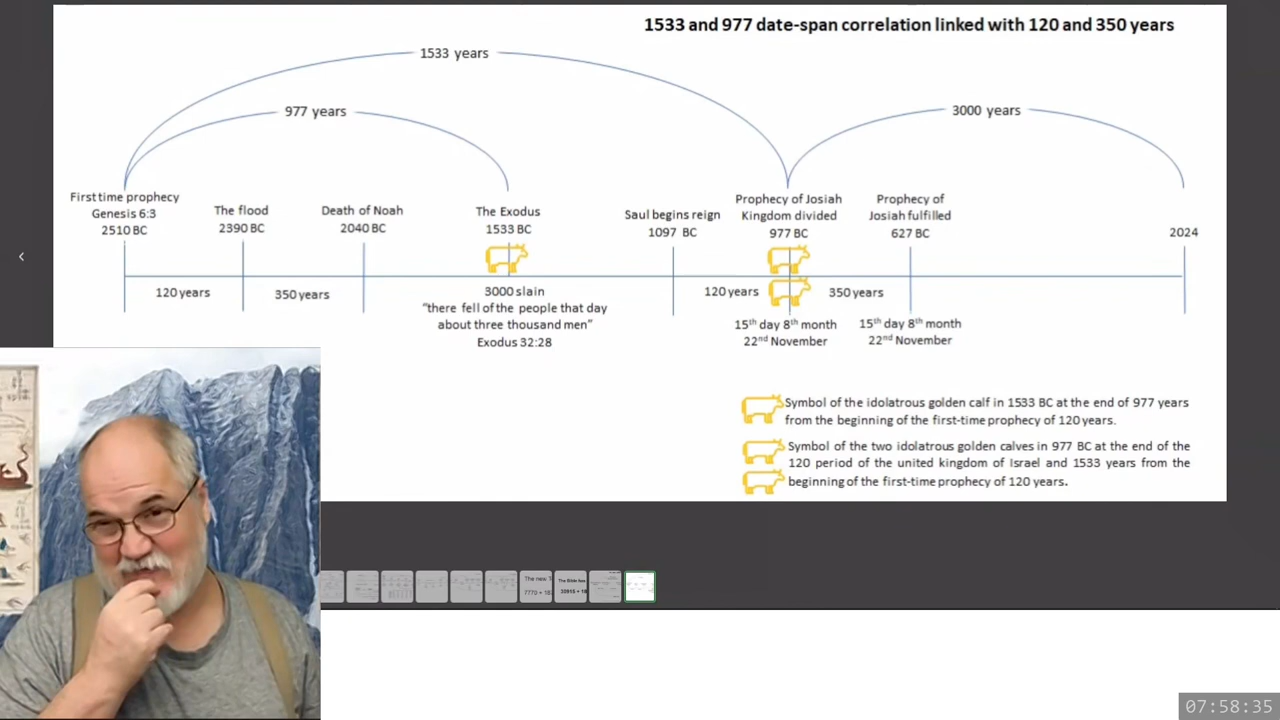 1533 and 977 date-span correlation linked with 120 and 350 years
1533 years
977 years
3000 years
First time prophecy
Genesis 6:3
2510 BC
The flood
2390 BC
Death of Noah
2040 BC
The Exodus
1533 BC
Saul begins reign
1097 BC
Prophecy of Josiah
Kingdom divided
977 BC
Prophecy of
Josiah fulfilled
627 BC
2024
120 years
350 years
3000 slain
"there fell of the people that day
about three thousand men"
Exodus 32:28
120 years
350 years
15th day 8th month
22nd November
15th day 8th month
22nd November
Symbol of the idolatrous golden calf in 1533 BC at the end of 977 years
from the beginning of the first-time prophecy of 120 years.
Symbol of the two idolatrous golden calves in 977 BC at the end of the
120 period of the united kingdom of Israel and 1533 years from the
beginning of the first-time prophecy of 120 years.
The new
The Bible
07:58:35